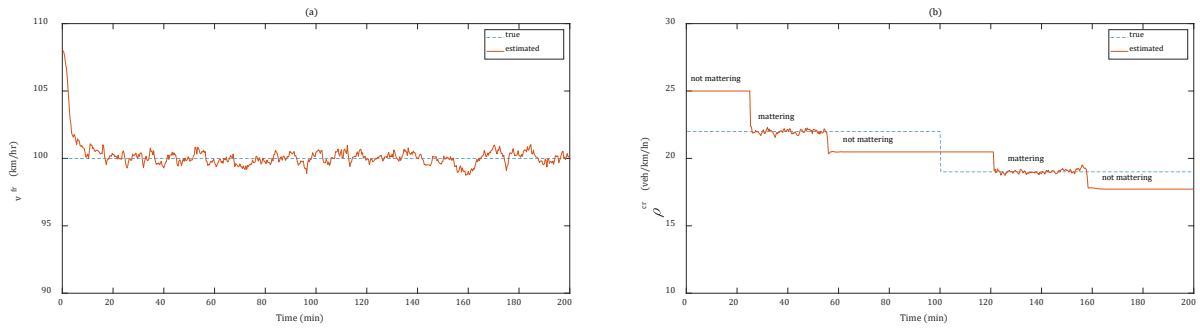 (a)
true
estimated
110
105
100
95
90
v fr (km/hr)
0 20 40 60 80 100 120 140 160 180 200
Time (min)
(b)
true
estimated
not mattering
mattering
not mattering
mattering
not mattering
30
25
20
15
10
ρ cr (veh/km/ln)
0 20 40 60 80 100 120 140 160 180 200
Time (min)